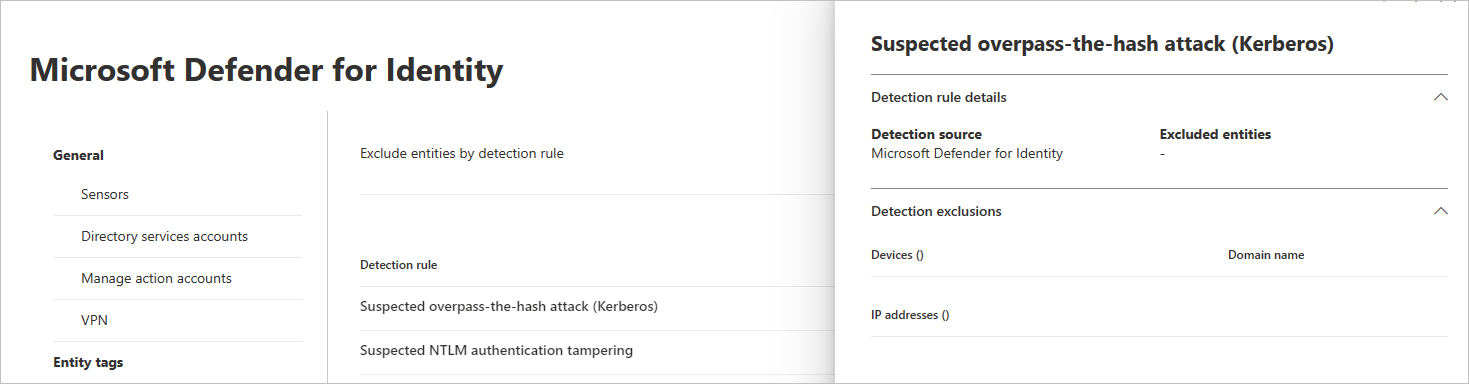 Microsoft Defender for Identity
General
Sensors
Directory services accounts
Manage action accounts
VPN
Entity tags
Exclude entities by detection rule
Detection rule
Suspected overpass-the-hash attack (Kerberos)
Suspected NTLM authentication tampering
Suspected overpass-the-hash attack (Kerberos)
Detection rule details
Detection source Excluded entities
Microsoft Defender for Identity -
Detection exclusions
Devices () Domain name
IP addresses ()